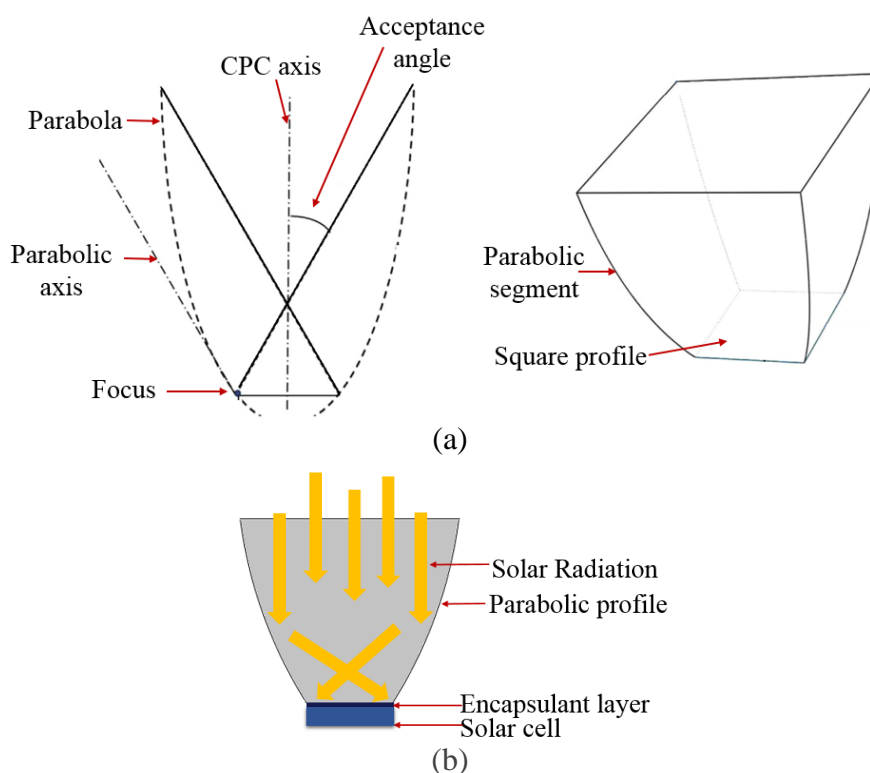 Acceptance
angle
CPC axis
Parabola
Parabolic
axis
Focus
Parabolic
segment
Square profile
(a)
Solar Radiation
Parabolic profile
Encapsulant layer
Solar cell
(b)